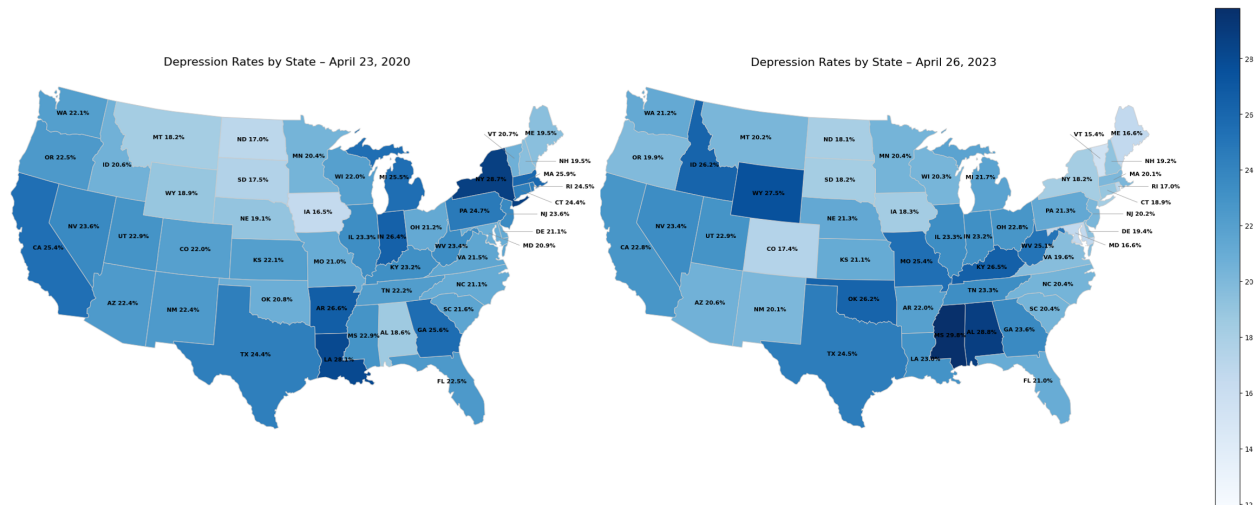 Depression Rates by State – April 23, 2020
WA 22.1%
MT 18.2%
ND 17.0%
VT 20.7%
ME 19.5%
OR 22.5%
ID 20.6%
MN 20.4%
NH 19.5%
WY 18.9%
SD 17.5%
WI 22.0%
MI 25.5%
MA 25.9%
NY
RI 24.5%
IA 16.5%
PA 24.7%
CT 24.4%
NE 19.1%
NJ 23.6%
NV 23.6%
OH 21.2%
DE 21.1%
UT 22.9%
CO 22.0%
IL 23.3%
IN 26.4%
MD 20.9%
CA 25.4%
KS 22.1%
MO 21.0%
WV 23.4%
VA 21.5%
KY 23.2%
AZ 22.4%
NM 22.4%
OK 20.8%
AR 26.6%
TN 22.2%
NC 21.1%
SC 21.6%
MS 22.9%
AL 18.6%
GA 25.6%
TX 24.4%
LA
FL 22.5%
Depression Rates by State – April 26, 2023
WA 21.2%
MT 20.2%
ND 18.1%
VT 15.4%
ME 16.6%
OR 19.9%
ID 26.2%
MN 20.4%
NH 19.2%
WY 27.5%
SD 18.2%
WI 20.3%
MI 21.7%
MA 20.1%
NY 18.2%
RI 17.0%
IA 18.3%
PA 21.3%
CT 18.9%
NE 21.3%
NJ 20.2%
NV 23.4%
OH 22.8%
DE 19.4%
UT 22.9%
CO 17.4%
IL 23.3%
IN 23.2%
MD 16.6%
CA 22.8%
KS 21.1%
MO 25.4%
WV 25.1%
VA 19.6%
KY 26.5%
AZ 20.6%
NM 20.1%
OK 26.2%
AR 22.0%
TN 23.3%
NC 20.4%
SC 20.4%
AL
GA 23.6%
TX 24.5%
LA
FL 21.0%
28
26
24
22
20
18
16
14
12